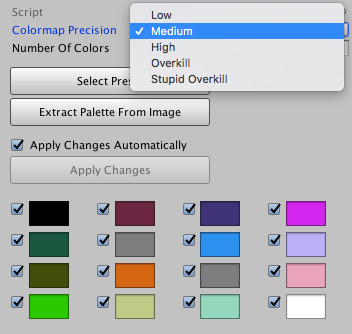 Script
Colormap Precision
Number Of Colors
Low
Medium
High
Overkill
Stupid Overkill
Select Pres
Extract Palette From Image
Apply Changes Automatically
Apply Changes